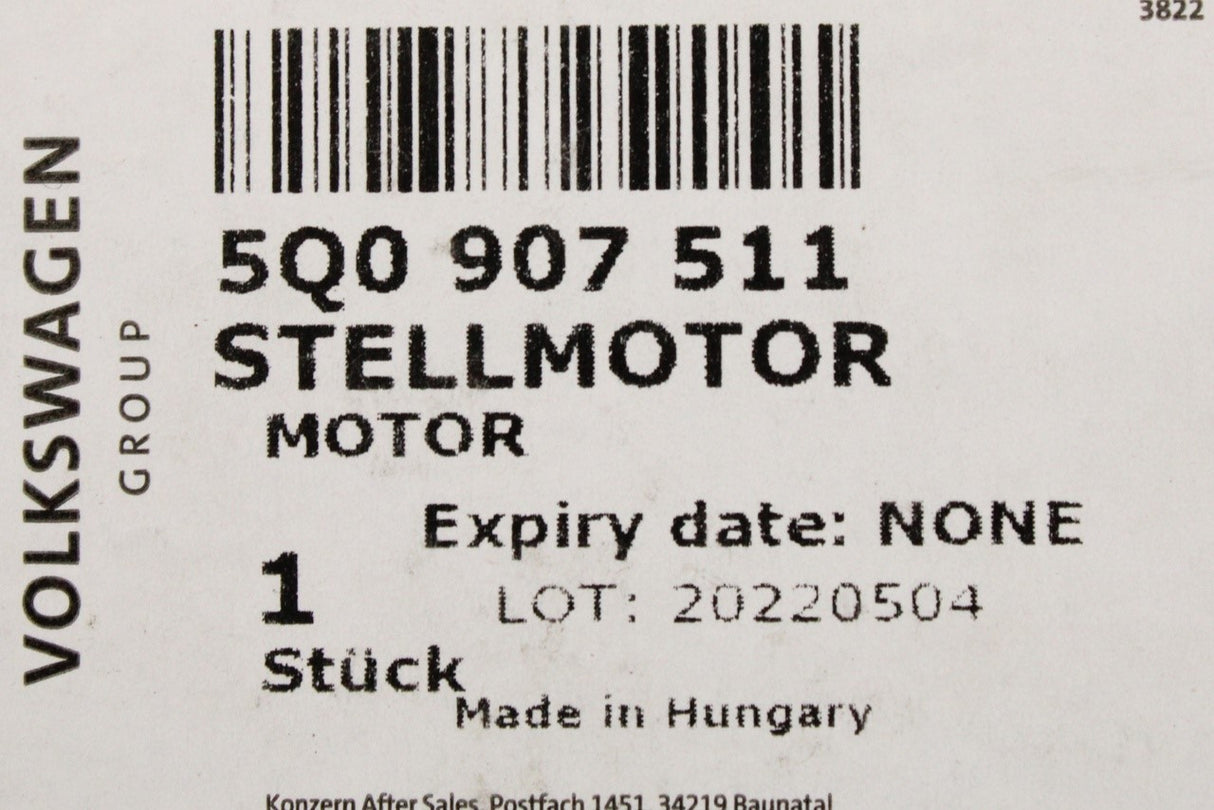 3822
VOLKSWAGEN
GROUP
5Q0 907 511
STELLMOTOR
MOTOR
Expiry date: NONE
1
LOT: 20220504
Stück
Made in Hungary
Konzern After Sales, Postfach 1451, 34219 Baunatal